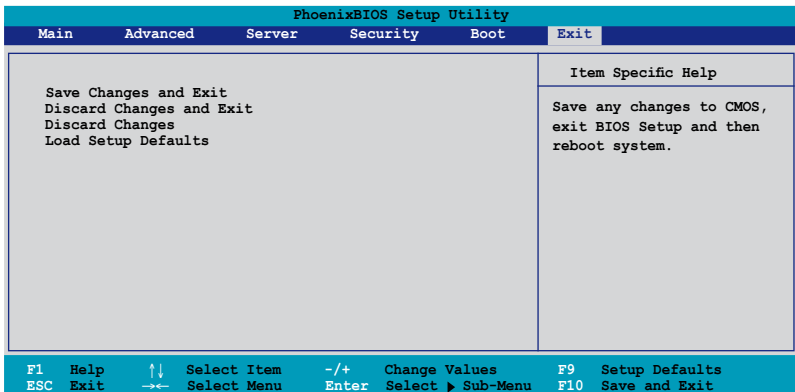 PhoenixBIOS Setup Utility
Main Advanced Server Security Boot Exit
Save Changes and Exit
Discard Changes and Exit
Discard Changes
Load Setup Defaults
Item Specific Help
Save any changes to CMOS,
exit BIOS Setup and then
reboot system.
F1 Help ↑↓ Select Item -/+ Change Values F9 Setup Defaults
ESC Exit →← Select Menu Enter Select ▶ Sub-Menu F10 Save and Exit